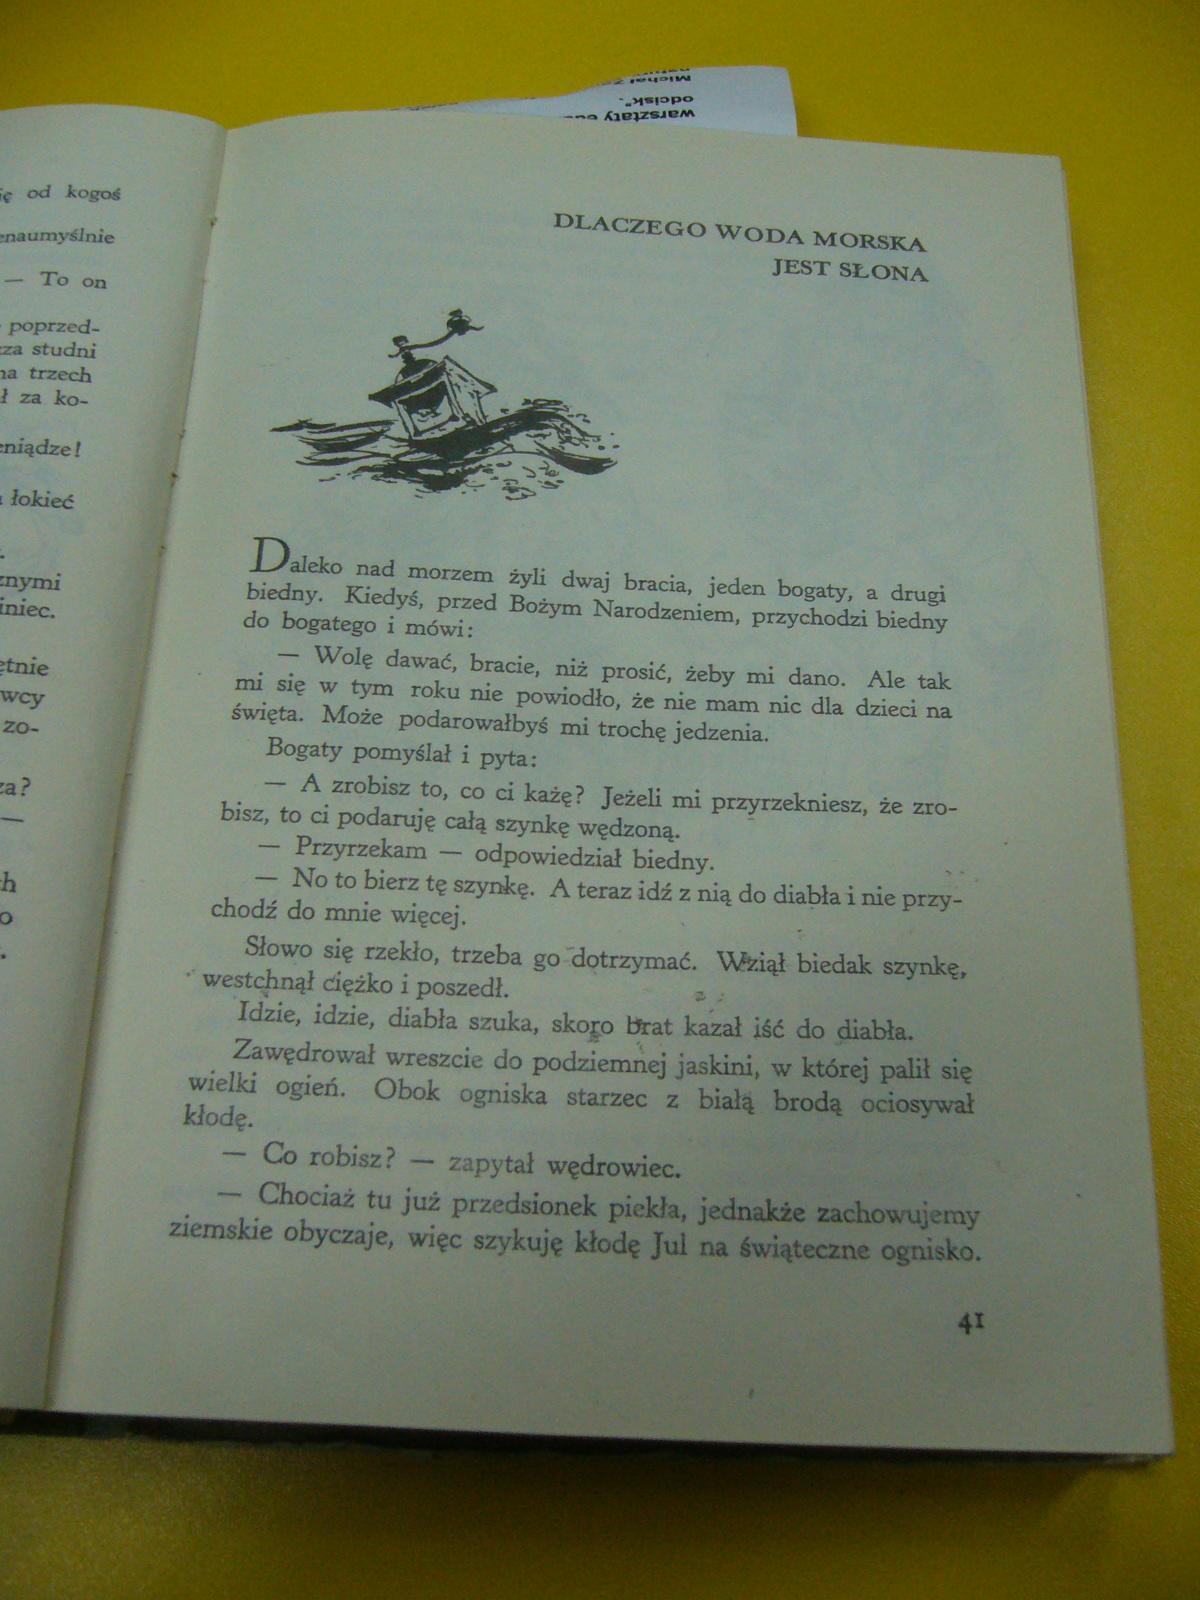 od kogoś
— To on
studni
trzech
za ko-
łokieć
DLACZEGO WODA MORSKA
JEST SŁONA
Daleko nad morzem żyli dwaj bracia, jeden bogaty, a drugi
biedny. Kiedyś, przed Bożym Narodzeniem, przychodzi biedny
do bogatego i mówi:
— Wolę dawać, bracie, niż prosić, żeby mi dano. Ale tak
mi się w tym roku nie powiodło, że nie mam nic dla dzieci na
święta. Może podarowałbyś mi trochę jedzenia.
Bogaty pomyślał i pyta:
— A zrobisz to, co ci każę? Jeżeli mi przyrzekniesz, że zro-
bisz, to ci podaruję całą szynkę wędzoną.
— Przyrzekam — odpowiedział biedny.
— No to bierz tę szynkę. A teraz idź z nią do diabła i nie przy-
chodź do mnie więcej.
Słowo się rzekło, trzeba go dotrzymać. Wziął biedak szynkę,
westchnął ciężko i poszedł.
Idzie, idzie, diabła szuka, skoro brat kazał iść do diabła.
Zawędrował wreszcie do podziemnej jaskini, w której palił się
wielki ogień. Obok ogniska starzec z białą brodą ociosywał
kłodę.
— Co robisz? — zapytał wędrowiec.
— Chociaż tu już przedsionek piekła, jednakże zachowujemy
ziemskie obyczaje, więc szykuję kłodę Jul na świąteczne ognisko.
41
warsztaty
odcisk".
Michał